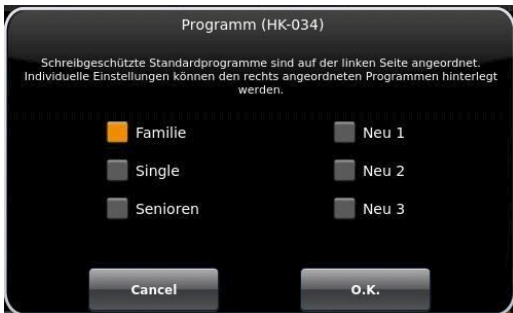 Programm (HK-034)
Schreibgeschützte Standardprogramme sind auf der linken Seite angeordnet.
Individuelle Einstellungen können den rechts angeordneten Programmen hinterlegt
werden.
Familie
Neu 1
Single
Neu 2
Senioren
Neu 3
Cancel
O.K.